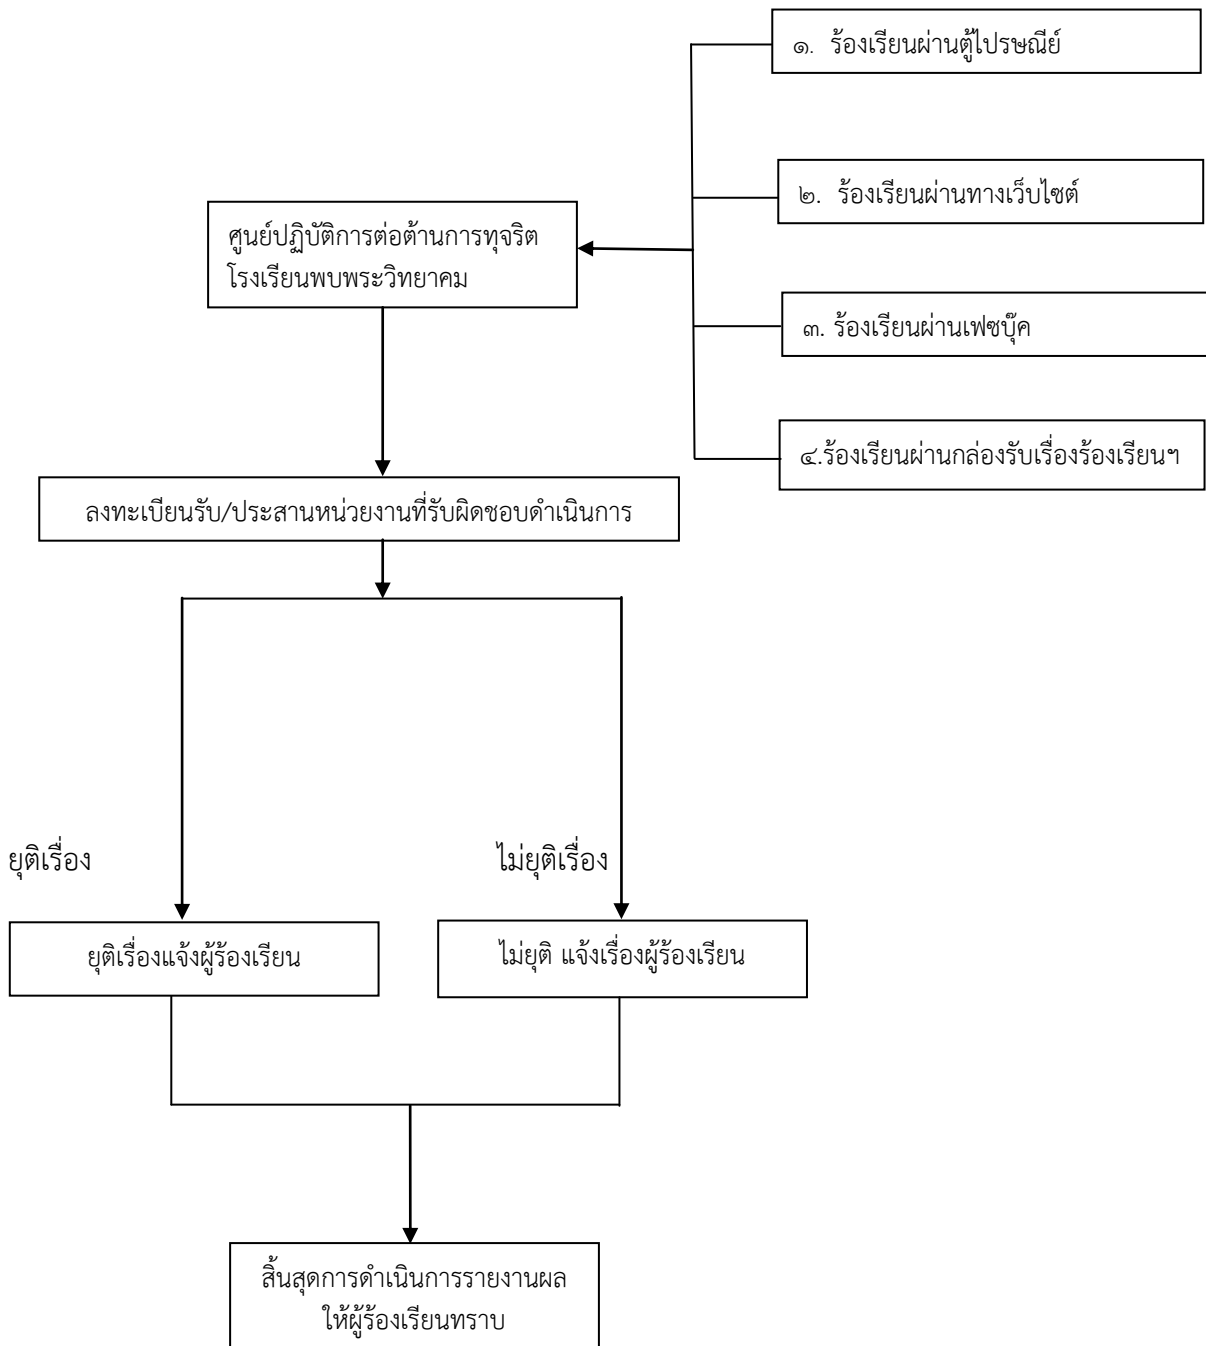 ๑. ร้องเรียนผ่านตู้ไปรษณีย์
๒. ร้องเรียนผ่านทางเว็บไซต์
ศูนย์ปฏิบัติการต่อต้านการทุจริต
โรงเรียนพบพระวิทยาคม
๓. ร้องเรียนผ่านเฟซบุ๊ค
๔.ร้องเรียนผ่านกล่องรับเรื่องร้องเรียนฯ
ลงทะเบียนรับ/ประสานหน่วยงานที่รับผิดชอบดำเนินการ
ยุติเรื่อง
ไม่ยุติเรื่อง
ยุติเรื่องแจ้งผู้ร้องเรียน
ไม่ยุติ แจ้งเรื่องผู้ร้องเรียน
สิ้นสุดการดำเนินการรายงานผล
ให้ผู้ร้องเรียนทราบ